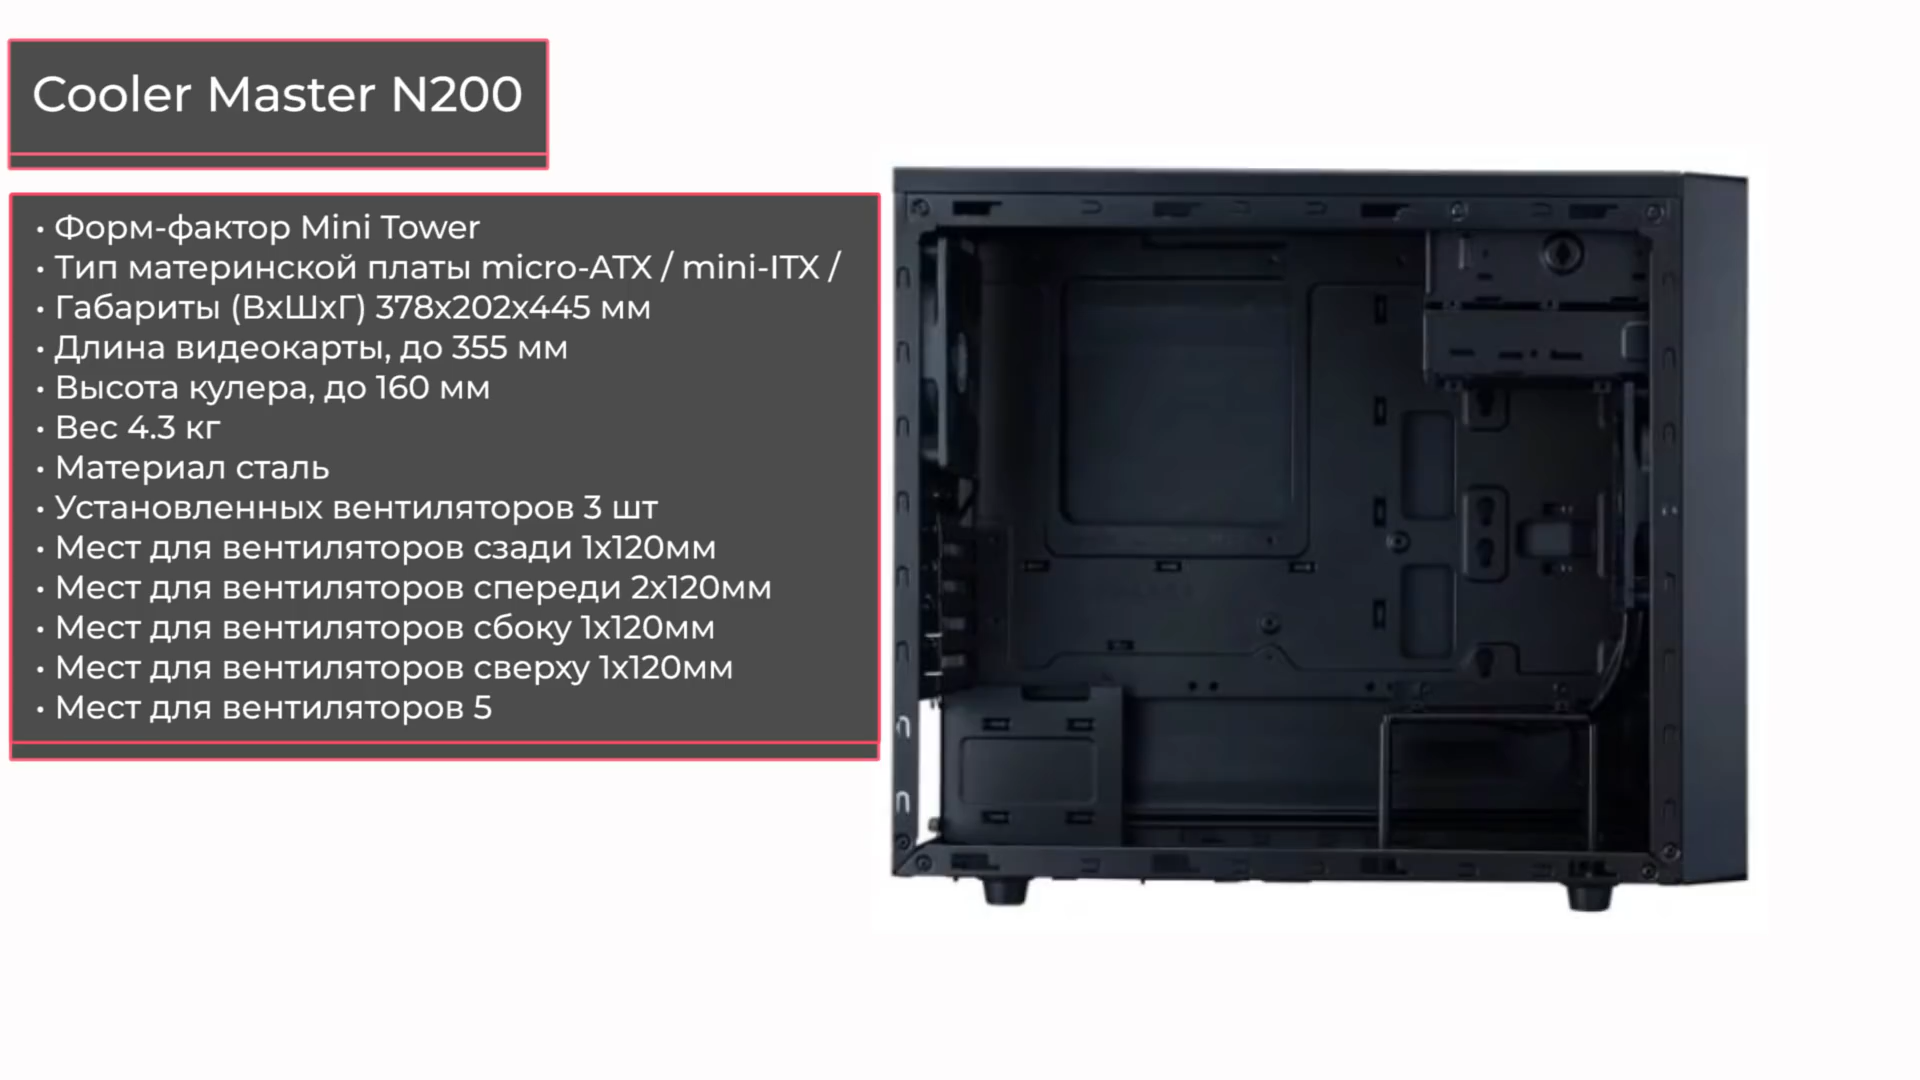 Cooler Master N200
• Форм-фактор Mini Tower
• Тип материнской платы micro-ATX / mini-ITX /
• Габариты (ВхШхГ) 378x202x445 мм
• Длина видеокарты, до 355 мм
• Высота кулера, до 160 мм
• Вес 4.3 кг
• Материал сталь
• Установленных вентиляторов 3 шт
• Мест для вентиляторов сзади 1x120мм
• Мест для вентиляторов спереди 2x120мм
• Мест для вентиляторов сбоку 1x120мм
• Мест для вентиляторов сверху 1x120мм
• Мест для вентиляторов 5